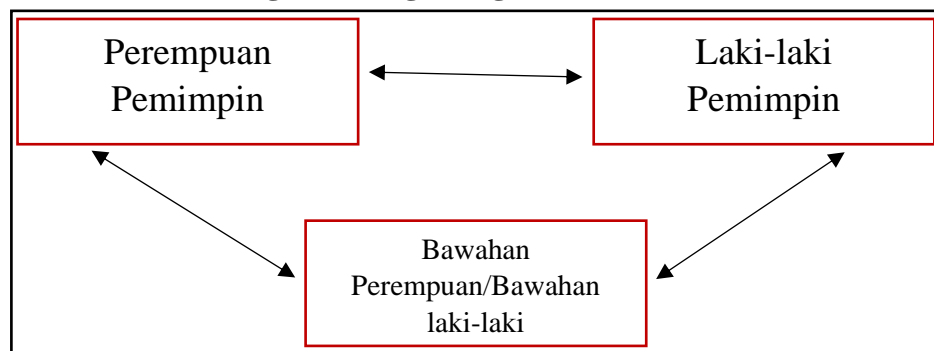 Perempuan
Pemimpin
Laki-laki
Pemimpin
Bawahan
Perempuan/Bawahan
laki-laki